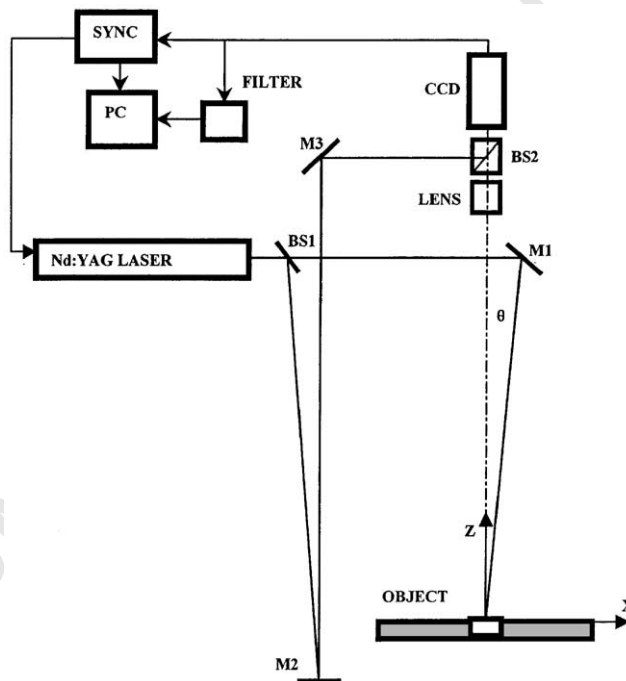 SYNC
FILTER
CCD
PC
M3
BS2
LENS
BS1
M1
Nd:YAG LASER
θ
Z
OBJECT
X
M2